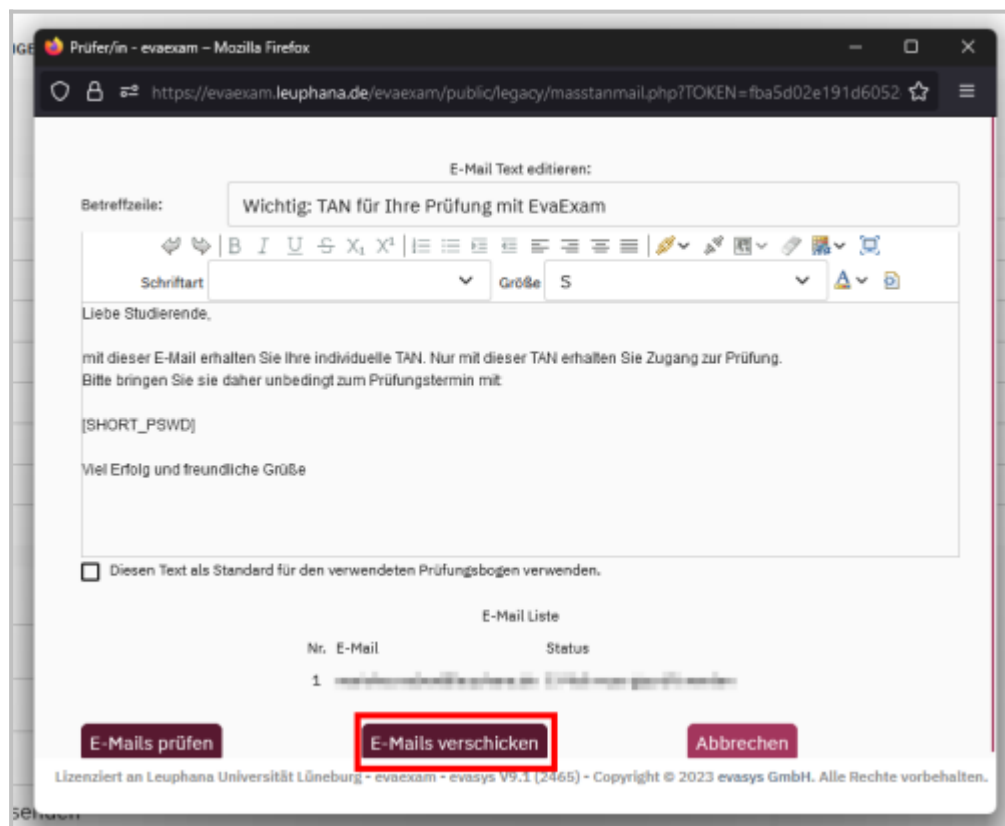 Prüfer/in - evaexam – Mozilla Firefox
https://evaexam.leuphana.de/evaexam/public/legacy/masstanmail.php?TOKEN=fba5d02e191d6052
E-Mail Text editieren:
Betreffzeile: Wichtig: TAN für Ihre Prüfung mit EvaExam
B I U S X₁ X²
Schriftart Größe S A
Liebe Studierende,
mit dieser E-Mail erhalten Sie Ihre individuelle TAN. Nur mit dieser TAN erhalten Sie Zugang zur Prüfung.
Bitte bringen Sie sie daher unbedingt zum Prüfungstermin mit:
[SHORT_PSWD]
Viel Erfolg und freundliche Grüße
Diesen Text als Standard für den verwendeten Prüfungsbogen verwenden.
E-Mail Liste
Nr. E-Mail Status
1
E-Mails prüfen E-Mails verschicken Abbrechen
Lizenziert an Leuphana Universität Lüneburg - evaexam - evasys V9.1 (2465) - Copyright © 2023 evasys GmbH. Alle Rechte vorbehalten.